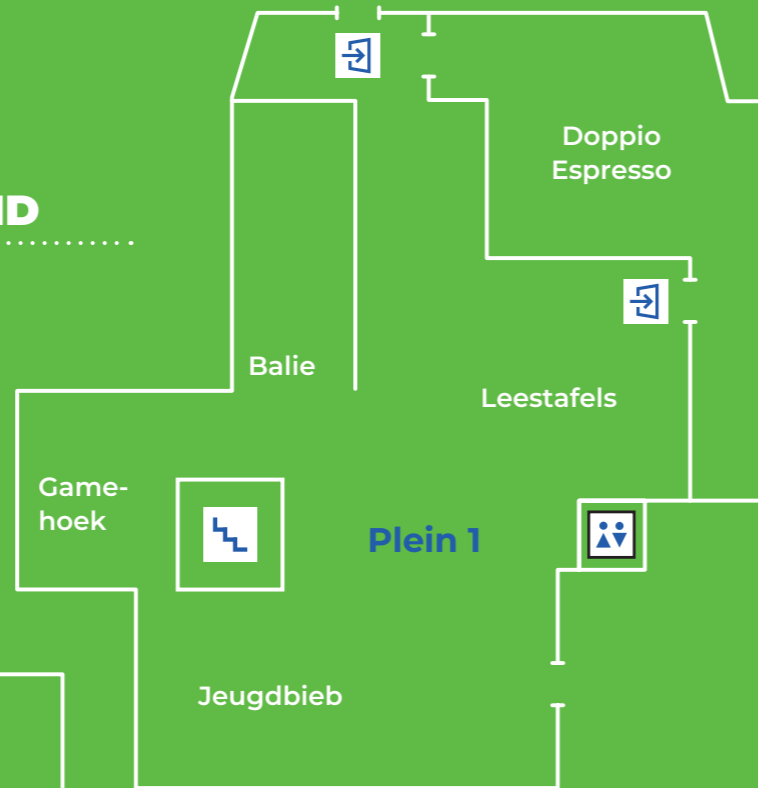 Doppio
Espresso
Balie
Leestafels
Game-
hoek
Plein 1
Jeugdbieb